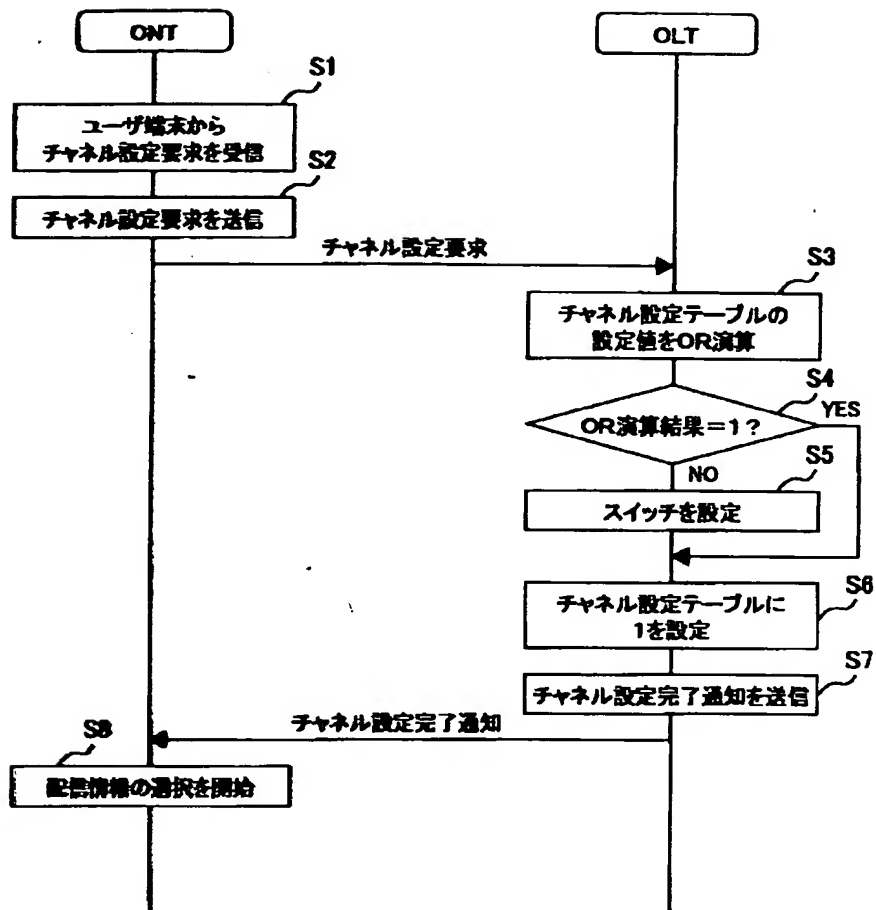 ONT
OLT
S1
ユーザ端末から
チャネル設定要求を受信
S2
チャネル設定要求を送信
チャネル設定要求
S3
チャネル設定テーブルの
設定値をOR演算
S4
OR演算結果=1?
YES
NO
S5
スイッチを設定
S6
チャネル設定テーブルに
1を設定
S7
チャネル設定完了通知を送信
チャネル設定完了通知
S8
配信情報の選択を開始